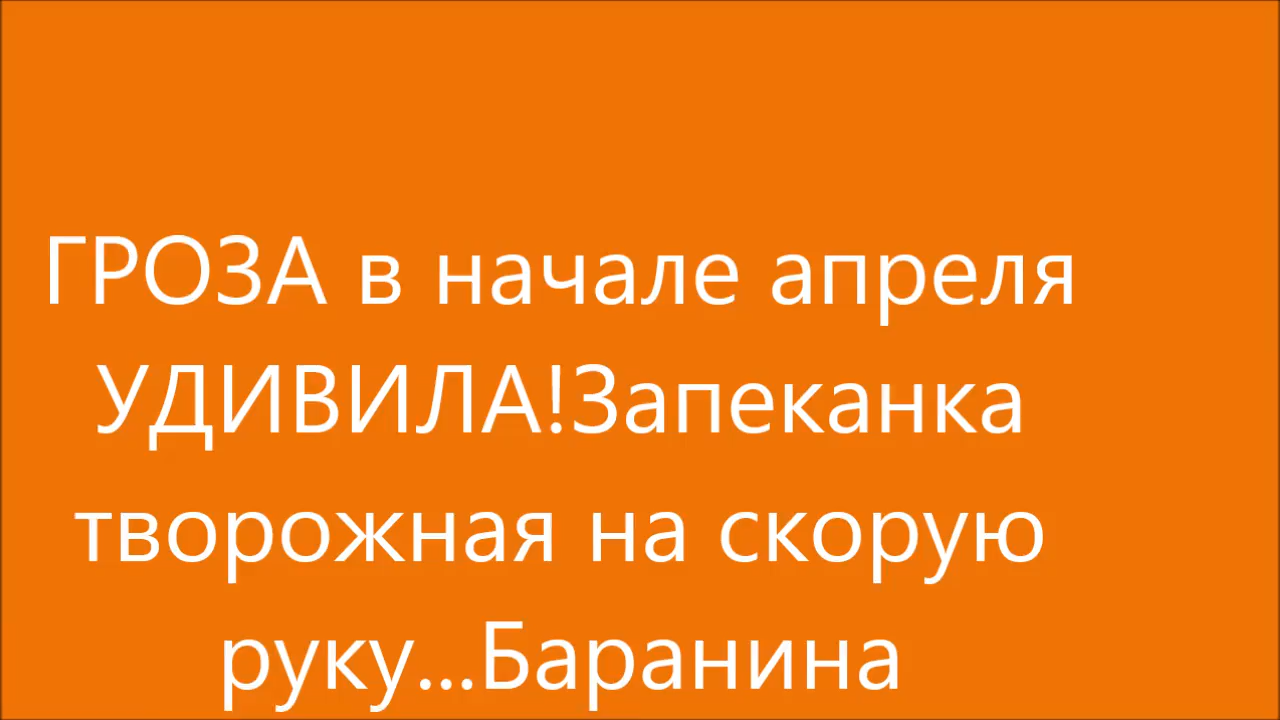 ГРОЗА в начале апреля
УДИВИЛА!Запеканка
творожная на скорую
руку...Баранина